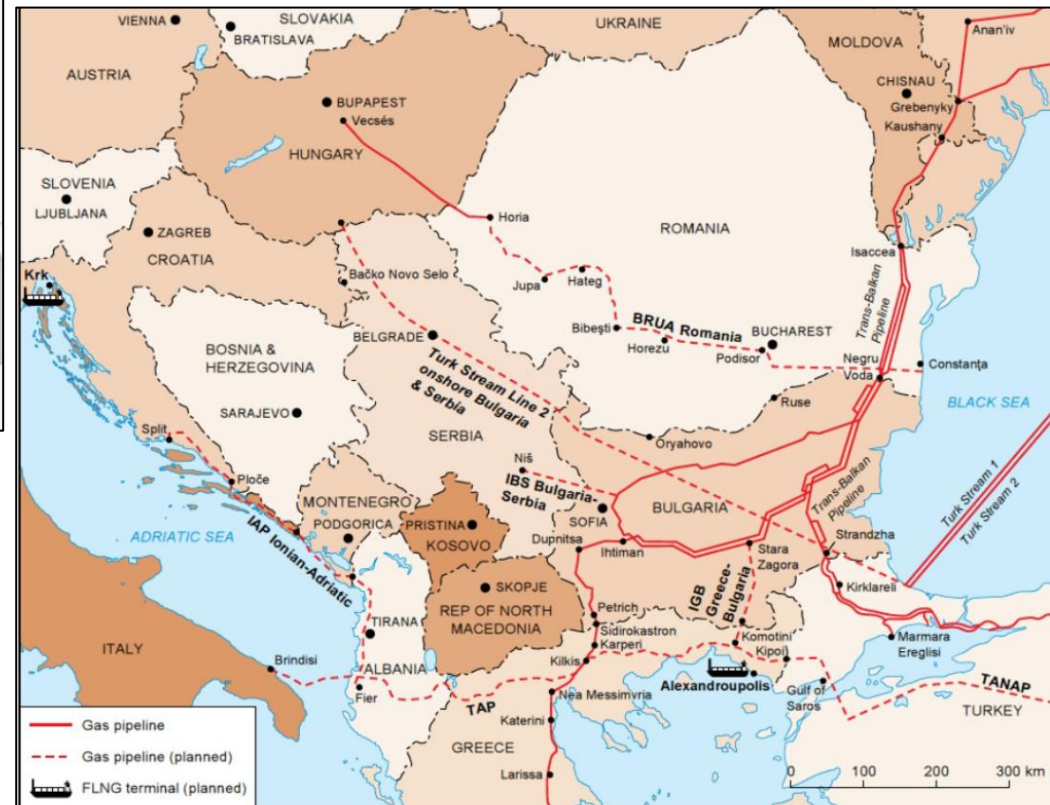 VIENNA
SLOVAKIA
BRATISLAVA
UKRAINE
Anan'iv
MOLDOVA
AUSTRIA
CHISNAU
BUPAPEST
Grebenyky
Vecsés
Kaushany
HUNGARY
SLOVENIA
LJUBLJANA
Horia
ROMANIA
ZAGREB
CROATIA
Isaccea
Krk
Bačko Novo Selo
Jupa
Hateg
Trans-Balkan
Pipeline
BRUA Romania
BELGRADE
Bibeşti
Horezu
BUCHAREST
Podisor
BOSNIA &
HERZEGOVINA
Negru
Voda
Constanţa
Turk Stream Line 2
onshore Bulgaria
& Serbia
Ruse
BLACK SEA
SARAJEVO
Split
SERBIA
Oryahovo
Niš
IBS Bulgaria-
Serbia
Ploče
MONTENEGRO
PODGORICA
PRISTINA
KOSOVO
SOFIA
BULGARIA
Trans-Balkan
Pipeline
Turk Stream 1
Turk Stream 2
ADRIATIC SEA
IAP Ionian-Adriatic
Dupnitsa
Ihtiman
Stara
Zagora
Strandzha
SKOPJE
REP OF NORTH
MACEDONIA
IGB
Greece-
Bulgaria
Kirklareli
Petrich
Sidirokastron
Karperi
TIRANA
ITALY
Komotini
Kipoi
Marmara
Ereglisi
Brindisi
ALBANIA
Kilkis
Fier
Alexandroupolis
Gulf of
Saros
TANAP
TAP
Nea Messimvria
TURKEY
Katerini
GREECE
Larissa
Gas pipeline
Gas pipeline (planned)
FLNG terminal (planned)
0 100 200 300 km